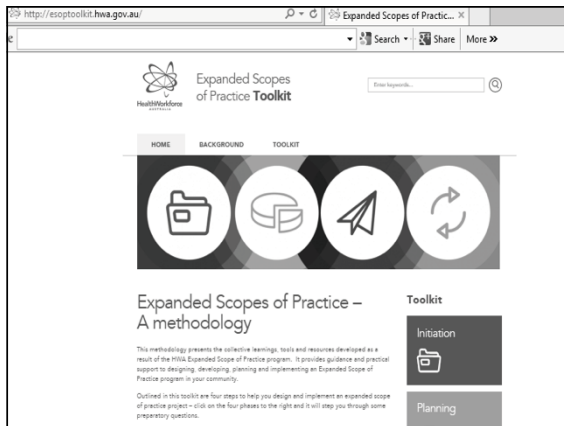 http://esoptoolkit.hwa.gov.au/
Expanded Scopes of Practic...
Search
Share
More »
HealthWorkforce
AUSTRALIA
Expanded Scopes
of Practice Toolkit
Enter keywords...
HOME
BACKGROUND
TOOLKIT
Expanded Scopes of Practice –
A methodology
This methodology presents the collective learnings, tools and resources developed as a
result of the HWA Expanded Scope of Practice program. It provides guidance and practical
support to designing, developing, planning and implementing an Expanded Scope of
Practice program in your community.
Outlined in this toolkit are four steps to help you design and implement an expanded scope
of practice project – click on the four phases to the right and it will step you through some
preparatory questions.
Toolkit
Initiation
Planning